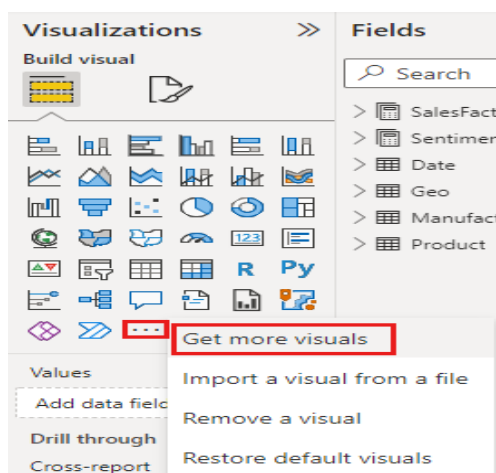 Visualizations
Build visual
123
R
Py
Values
Add data field
Drill through
Cross-report
Get more visuals
Import a visual from a file
Remove a visual
Restore default visuals
Fields
Search
SalesFact
Sentimen
Date
Geo
Manufact
Product